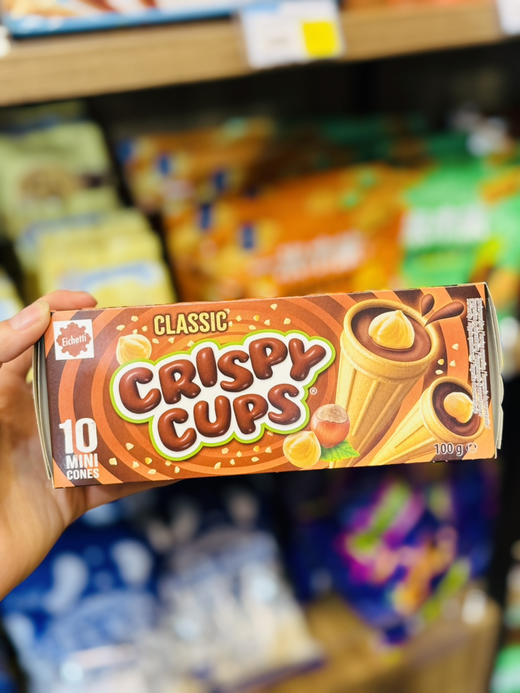 Eichetti
CLASSIC
CRISPY
CUPS®
10
MINI
CONES
100 g ℮